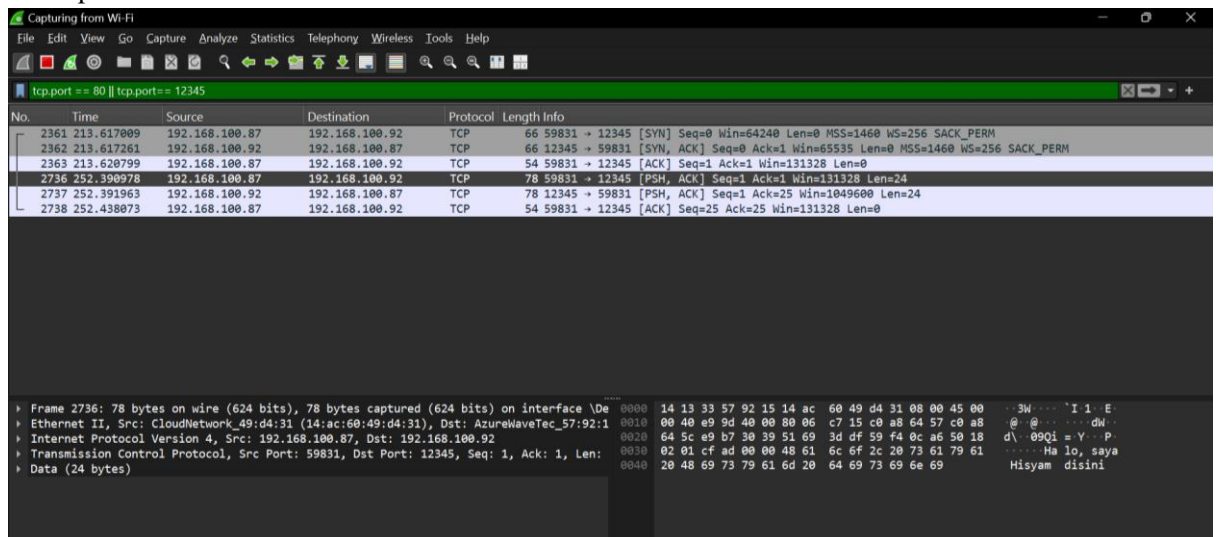 Capturing from Wi-Fi
File Edit View Go Capture Analyze Statistics Telephony Wireless Tools Help
tcp.port == 80 || tcp.port== 12345
No. Time Source Destination Protocol Length Info
2361 213.617009 192.168.100.87 192.168.100.92 TCP 66 59831 → 12345 [SYN] Seq=0 Win=64240 Len=0 MSS=1460 WS=256 SACK_PERM
2362 213.617261 192.168.100.92 192.168.100.87 TCP 66 12345 → 59831 [SYN, ACK] Seq=0 Ack=1 Win=65535 Len=0 MSS=1460 WS=256 SACK_PERM
2363 213.620799 192.168.100.87 192.168.100.92 TCP 54 59831 → 12345 [ACK] Seq=1 Ack=1 Win=131328 Len=0
2736 252.390978 192.168.100.87 192.168.100.92 TCP 78 59831 → 12345 [PSH, ACK] Seq=1 Ack=1 Win=131328 Len=24
2737 252.391963 192.168.100.92 192.168.100.87 TCP 78 12345 → 59831 [PSH, ACK] Seq=1 Ack=25 Win=1049600 Len=24
2738 252.438073 192.168.100.87 192.168.100.92 TCP 54 59831 → 12345 [ACK] Seq=25 Ack=25 Win=131328 Len=0
Frame 2736: 78 bytes on wire (624 bits), 78 bytes captured (624 bits) on interface \De
Ethernet II, Src: CloudNetwork_49:d4:31 (14:ac:60:49:d4:31), Dst: AzureWaveTec_57:92:1
Internet Protocol Version 4, Src: 192.168.100.87, Dst: 192.168.100.92
Transmission Control Protocol, Src Port: 59831, Dst Port: 12345, Seq: 1, Ack: 1, Len:
Data (24 bytes)
0000 14 13 33 57 92 15 14 ac 60 49 d4 31 08 00 45 00 ··3W···· `I·1··E·
0010 00 40 e9 9d 40 00 80 06 c7 15 c0 a8 64 57 c0 a8 ·@··@··· ····dW··
0020 64 5c e9 b7 30 39 51 69 3d df 59 f4 0c a6 50 18 d\··09Qi =·Y···P·
0030 02 01 cf ad 00 00 48 61 6c 6f 2c 20 73 61 79 61 ······Ha lo, saya
0040 20 48 69 73 79 61 6d 20 64 69 73 69 6e 69 Hisyam disini